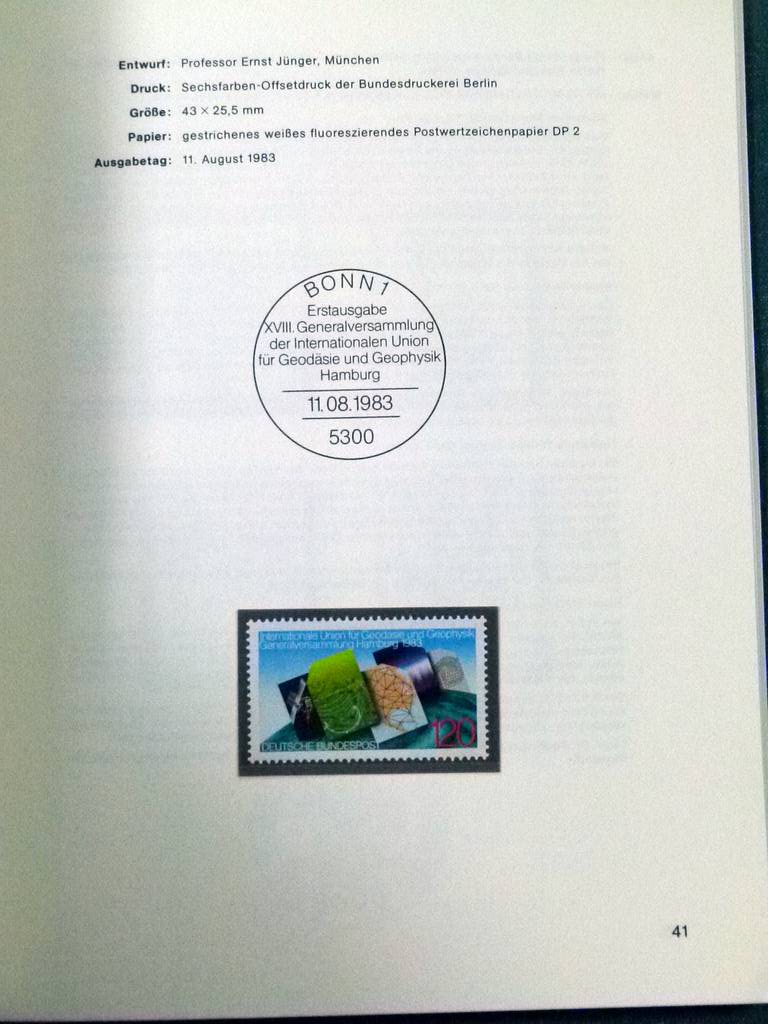 Entwurf: Professor Ernst Jünger, München
Druck: Sechsfarben-Offsetdruck der Bundesdruckerei Berlin
Größe: 43 × 25,5 mm
Papier: gestrichenes weißes fluoreszierendes Postwertzeichenpapier DP 2
Ausgabetag: 11. August 1983
BONN 1
Erstausgabe
XVIII. Generalversammlung
der Internationalen Union
für Geodäsie und Geophysik
Hamburg
11.08.1983
5300
Internationale Union für Geodäsie und Geophysik
Generalversammlung Hamburg 1983
DEUTSCHE BUNDESPOST
120
41